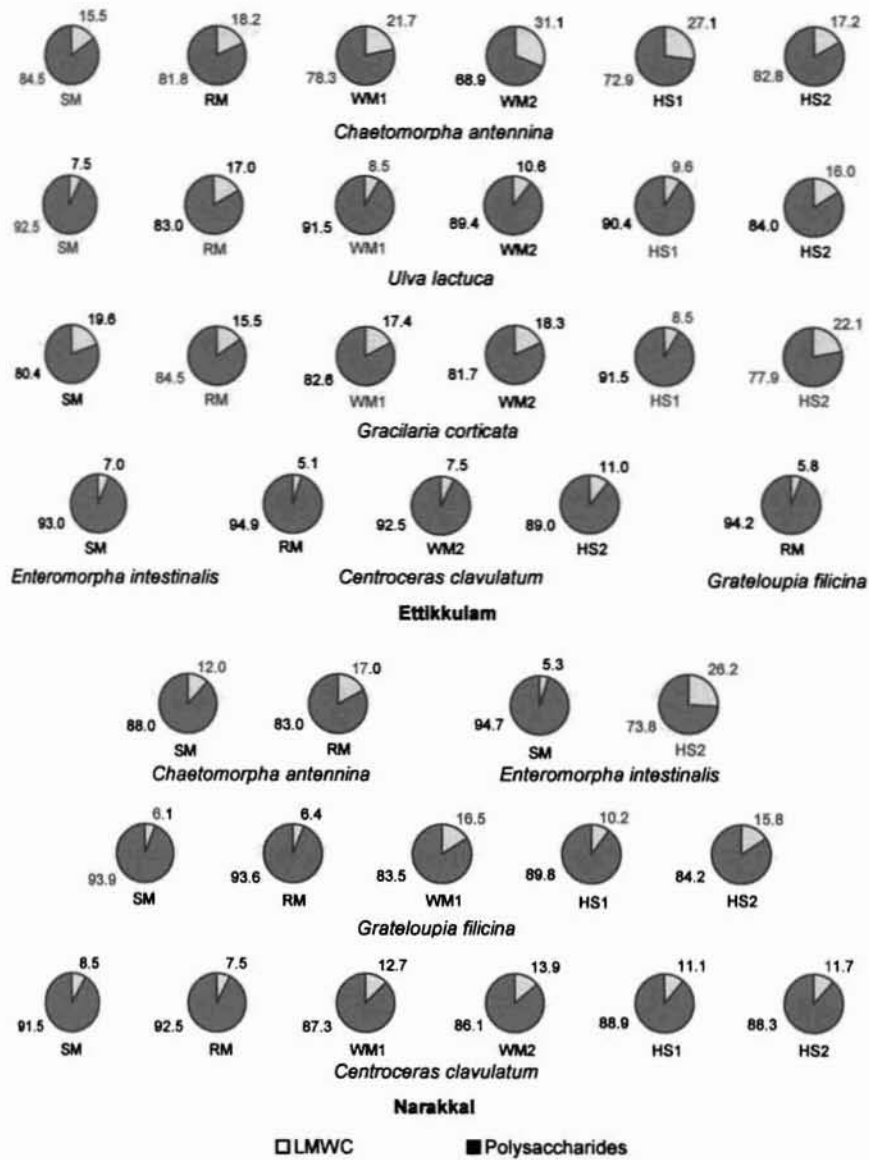 15.5 18.2 21.7 31.1 27.1 17.2
84.5 81.8 78.3 68.9 72.9 82.8
SM RM WM1 WM2 HS1 HS2
Chaetomorpha antennina
7.5 17.0 8.5 10.6 9.6 16.0
92.5 83.0 91.5 89.4 90.4 84.0
SM RM WM1 WM2 HS1 HS2
Ulva lactuca
19.6 15.5 17.4 18.3 8.5 22.1
80.4 84.5 82.6 81.7 91.5 77.9
SM RM WM1 WM2 HS1 HS2
Gracilaria corticata
7.0 5.1 7.5 11.0 5.8
93.0 94.9 92.5 89.0 94.2
SM RM WM2 HS2 RM
Enteromorpha intestinalis Centroceras clavulatum Grateloupia filicina
Ettikkulam
12.0 17.0 5.3 26.2
88.0 83.0 94.7 73.8
SM RM SM HS2
Chaetomorpha antennina Enteromorpha intestinalis
6.1 6.4 16.5 10.2 15.8
93.9 93.6 83.5 89.8 84.2
SM RM WM1 HS1 HS2
Grateloupia filicina
8.5 7.5 12.7 13.9 11.1 11.7
91.5 92.5 87.3 86.1 88.9 88.3
SM RM WM1 WM2 HS1 HS2
Centroceras clavulatum
Narakkal
LMWC Polysaccharides